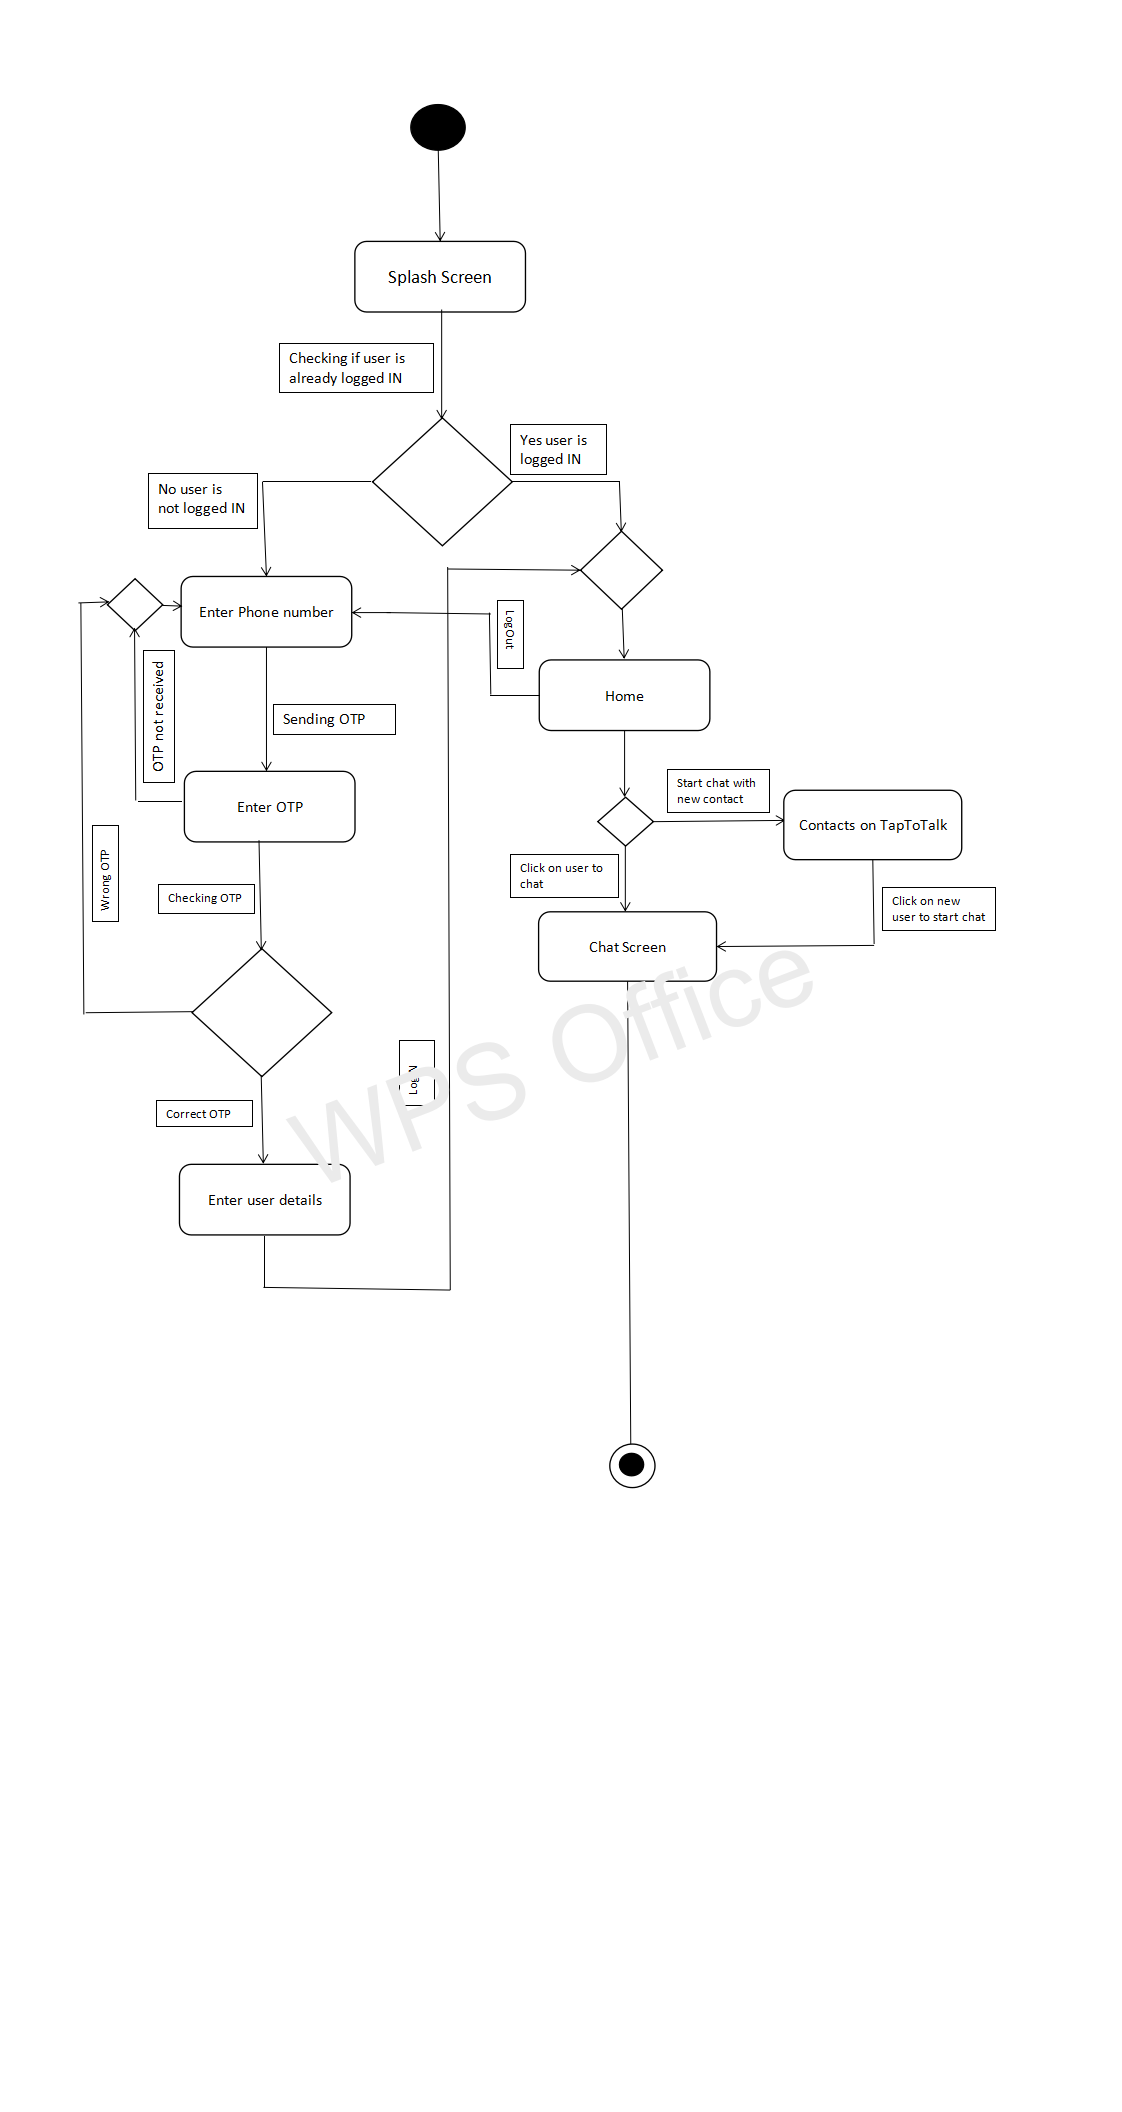 Splash Screen
Checking if user is
already logged IN
Yes user is
logged IN
No user is
not logged IN
Enter Phone number
LogOut
OTP not received
Home
Sending OTP
Start chat with
new contact
Enter OTP
Contacts on TapToTalk
Wrong OTP
Click on user to
chat
Checking OTP
Click on new
user to start chat
Chat Screen
WPS Office
Correct OTP
Enter user details